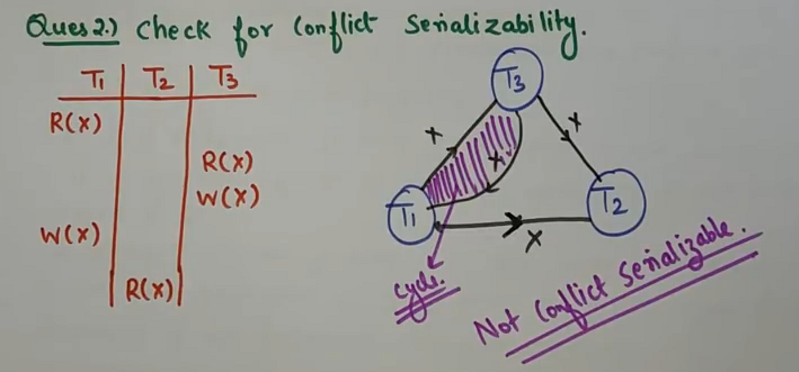 Ques 2.) Check for Conflict Serializability.
T1 T2 T3
R(X)
R(X)
W(X)
W(X)
R(X)
T3
X
X
X
T1
T2
X
Cycle.
Not Conflict Serializable.